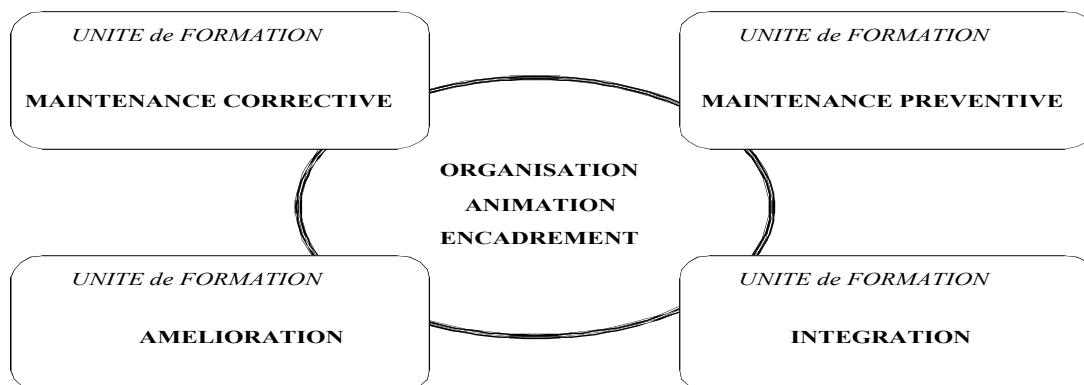 UNITE de FORMATION
MAINTENANCE CORRECTIVE
UNITE de FORMATION
MAINTENANCE PREVENTIVE
ORGANISATION
ANIMATION
ENCADREMENT
UNITE de FORMATION
AMELIORATION
UNITE de FORMATION
INTEGRATION